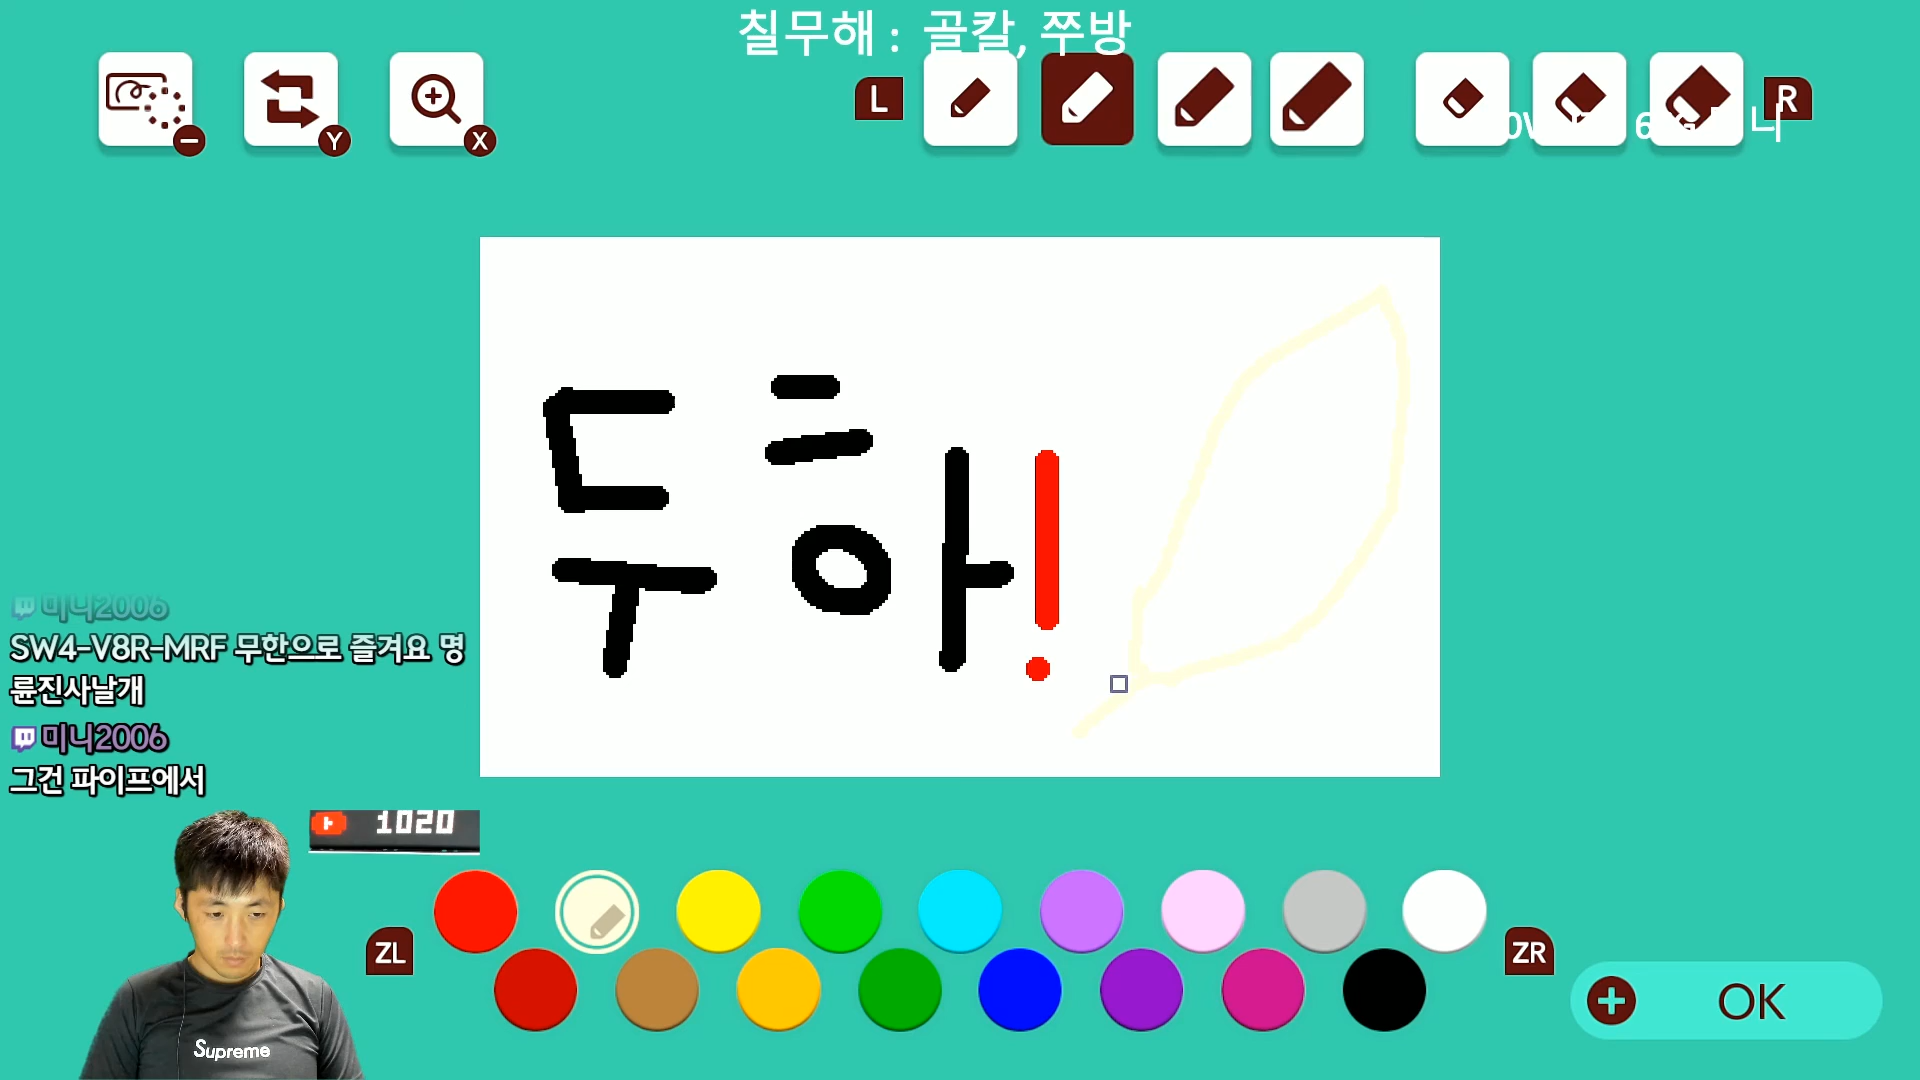 칠무해 : 골칼, 쭈방
L
R
Y
X
두하!
미니2006
SW4-V8R-MRF 무한으로 즐겨요 명
륜진사날개
미니2006
그건 파이프에서
1020
ZL
ZR
OK
Supreme